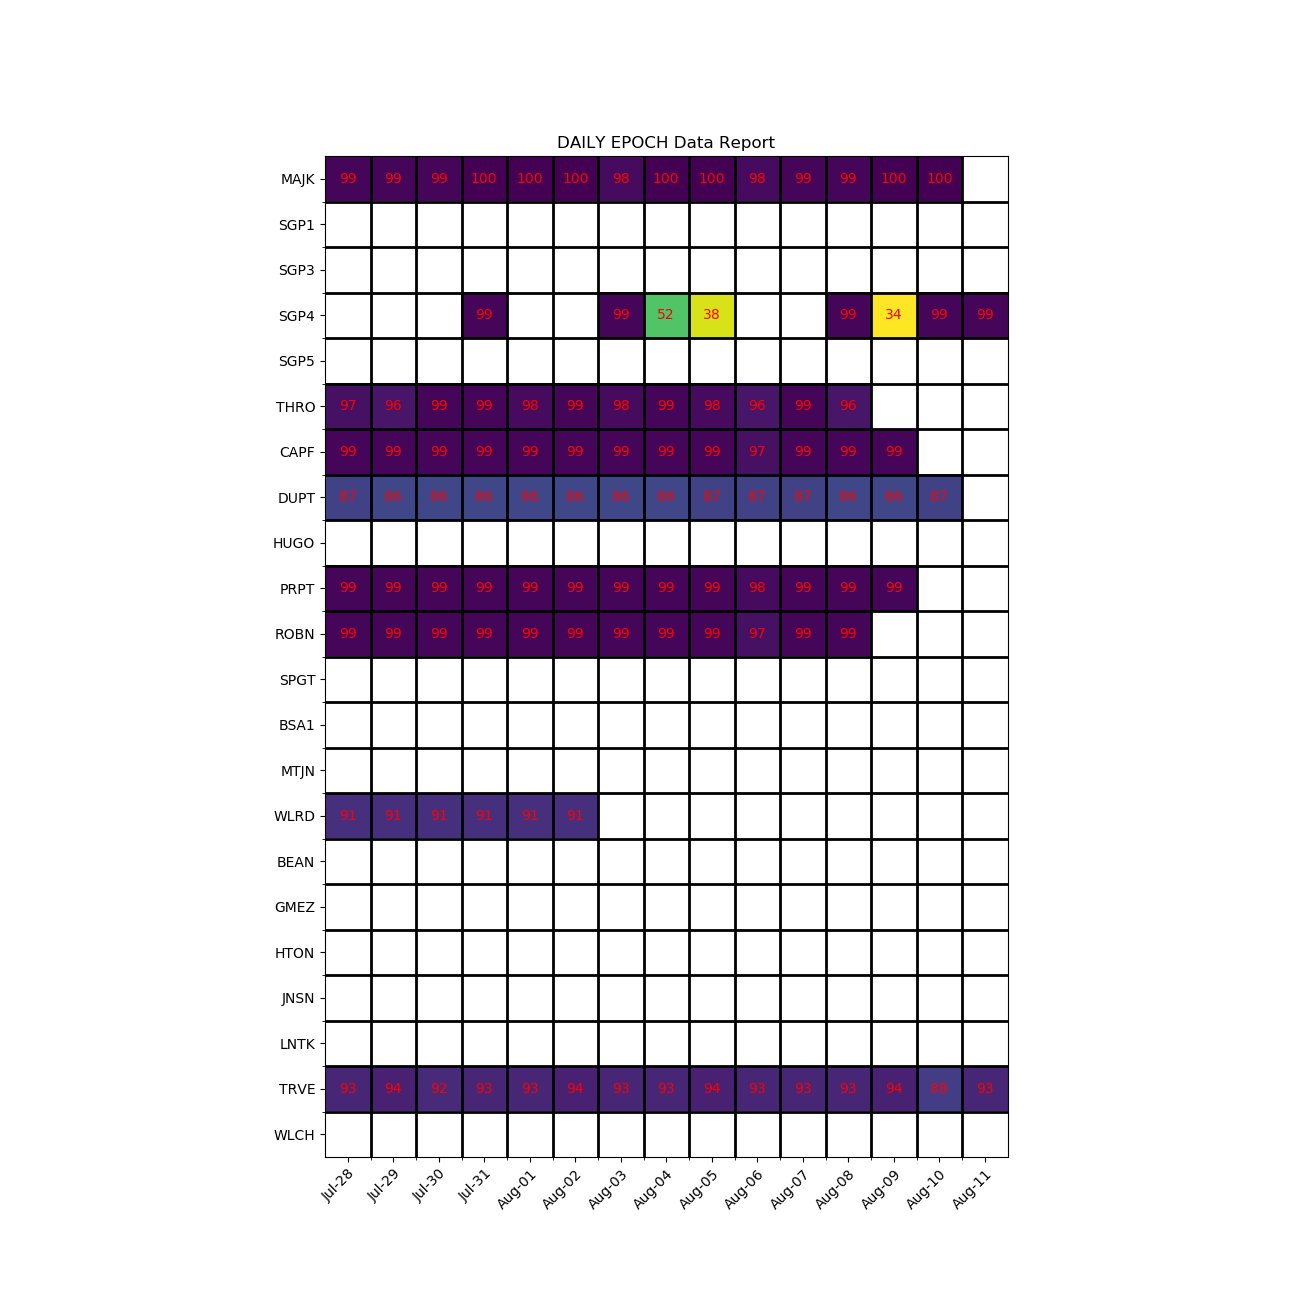 DAILY EPOCH Data Report
MAJK 99 99 99 100 100 100 98 100 100 98 99 99 100 100
SGP1
SGP3
SGP4 99 99 52 38 99 34 99 99
SGP5
THRO 97 96 99 99 98 99 98 99 98 96 99 96
CAPF 99 99 99 99 99 99 99 99 99 97 99 99 99
DUPT 87 86 86 86 86 86 86 86 87 87 87 86 86 87
HUGO
PRPT 99 99 99 99 99 99 99 99 99 98 99 99 99
ROBN 99 99 99 99 99 99 99 99 99 97 99 99
SPGT
BSA1
MTJN
WLRD 91 91 91 91 91 91
BEAN
GMEZ
HTON
JNSN
LNTK
TRVE 93 94 92 93 93 94 93 93 94 93 93 93 94 88 93
WLCH
Jul-28 Jul-29 Jul-30 Jul-31 Aug-01 Aug-02 Aug-03 Aug-04 Aug-05 Aug-06 Aug-07 Aug-08 Aug-09 Aug-10 Aug-11